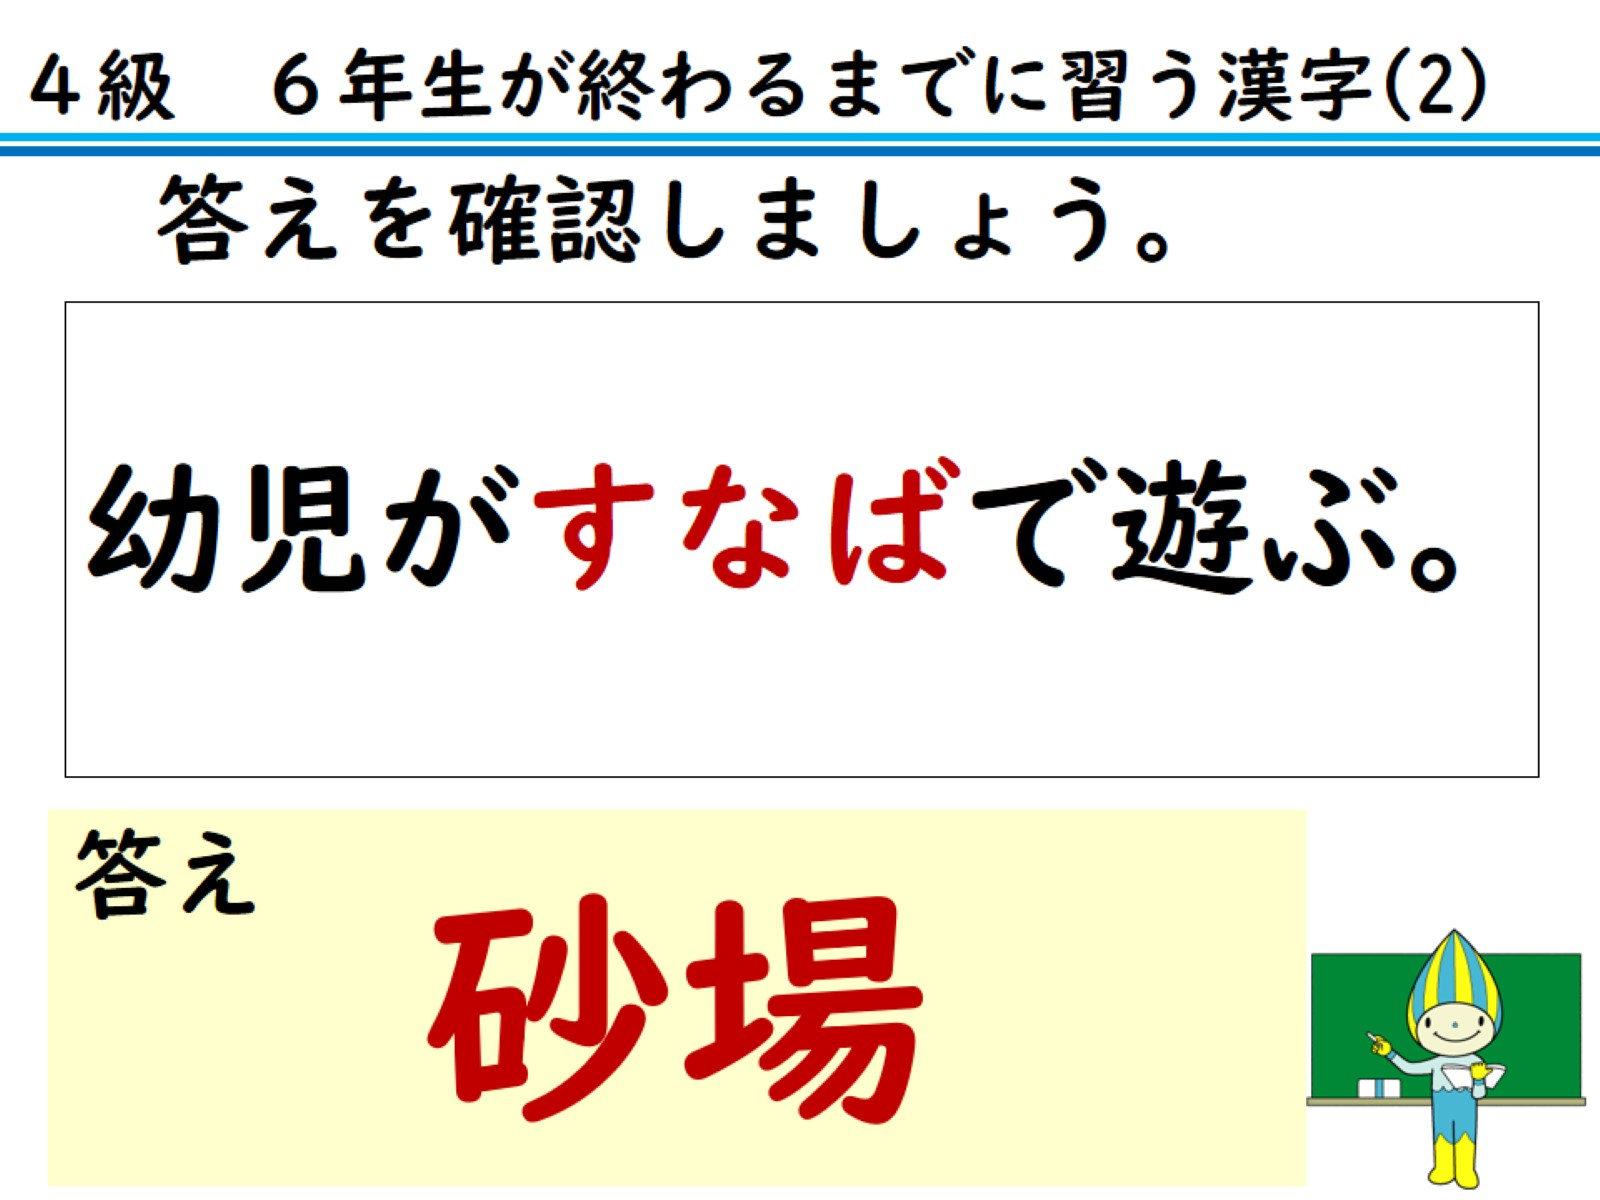 ４級　６年生が終わるまでに習う漢字(2)
答えを確認しましょう。
幼児がすなばで遊ぶ。
答え
砂場